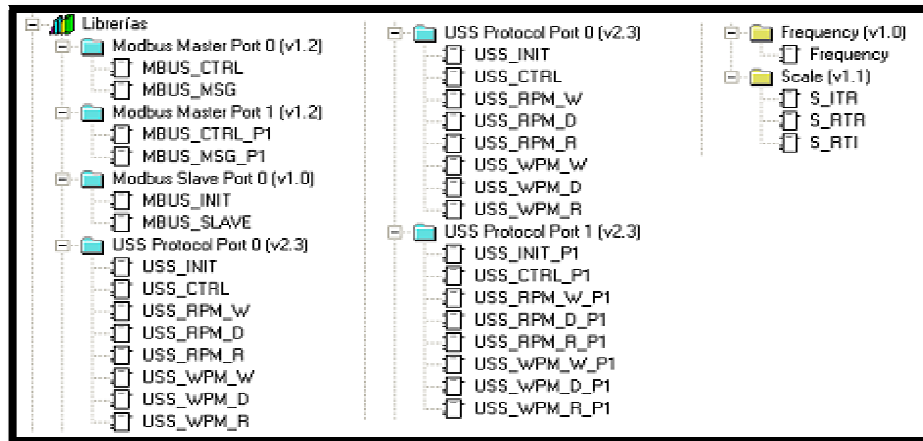 Librerías
Modbus Master Port 0 (v1.2)
MBUS_CTRL
MBUS_MSG
Modbus Master Port 1 (v1.2)
MBUS_CTRL_P1
MBUS_MSG_P1
Modbus Slave Port 0 (v1.0)
MBUS_INIT
MBUS_SLAVE
USS Protocol Port 0 (v2.3)
USS_INIT
USS_CTRL
USS_RPM_W
USS_RPM_D
USS_RPM_R
USS_WPM_W
USS_WPM_D
USS_WPM_R
USS Protocol Port 0 (v2.3)
USS_INIT
USS_CTRL
USS_RPM_W
USS_RPM_D
USS_RPM_R
USS_WPM_W
USS_WPM_D
USS_WPM_R
USS Protocol Port 1 (v2.3)
USS_INIT_P1
USS_CTRL_P1
USS_RPM_W_P1
USS_RPM_D_P1
USS_RPM_R_P1
USS_WPM_W_P1
USS_WPM_D_P1
USS_WPM_R_P1
Frequency (v1.0)
Frequency
Scale (v1.1)
S_ITR
S_RTR
S_RTI